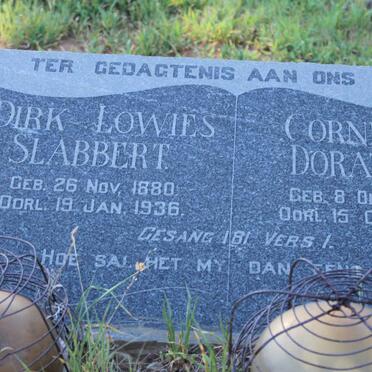 TER GEDAGTENIS AAN ONS
DIRK LOWIES
SLABBERT
GEB. 26 NOV. 1880.
OORL. 19 JAN. 1936.
CORN
DORA
GEB. 8 D
OORL. 15
GESANG 181 VERS 1.
HOE SAL HET MY DAN